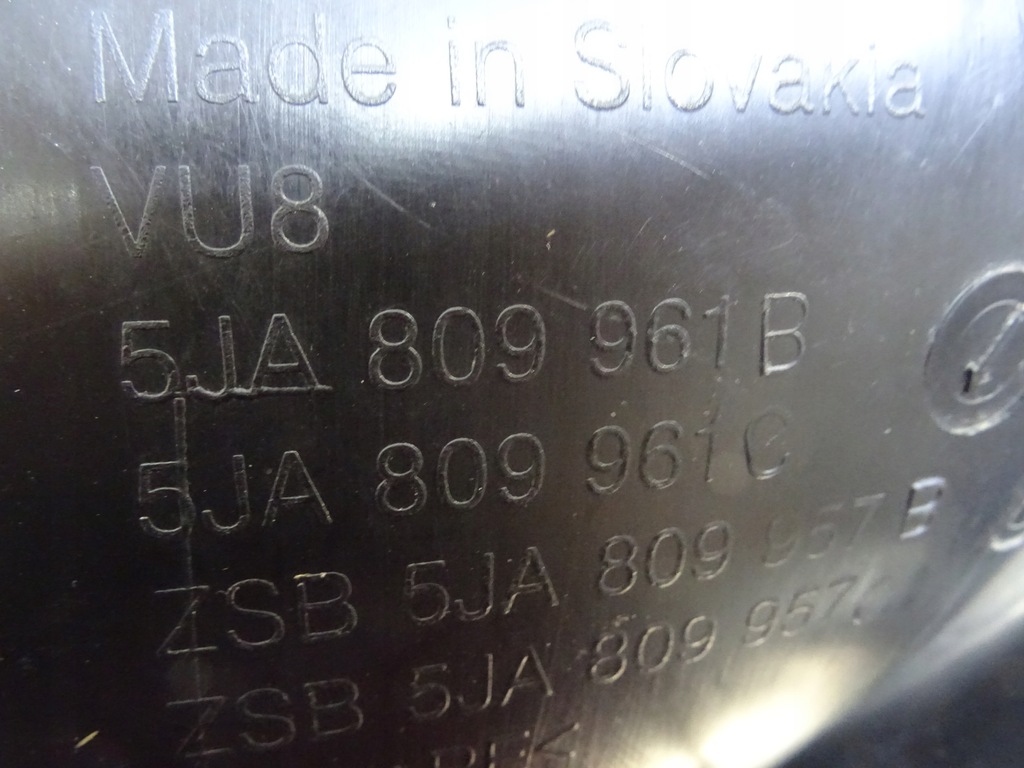 Made in Slovakia
VU8
5JA 809 961 B
5JA 809 961 C
ZSB 5JA 809 957 B
ZSB 5JA 809 957